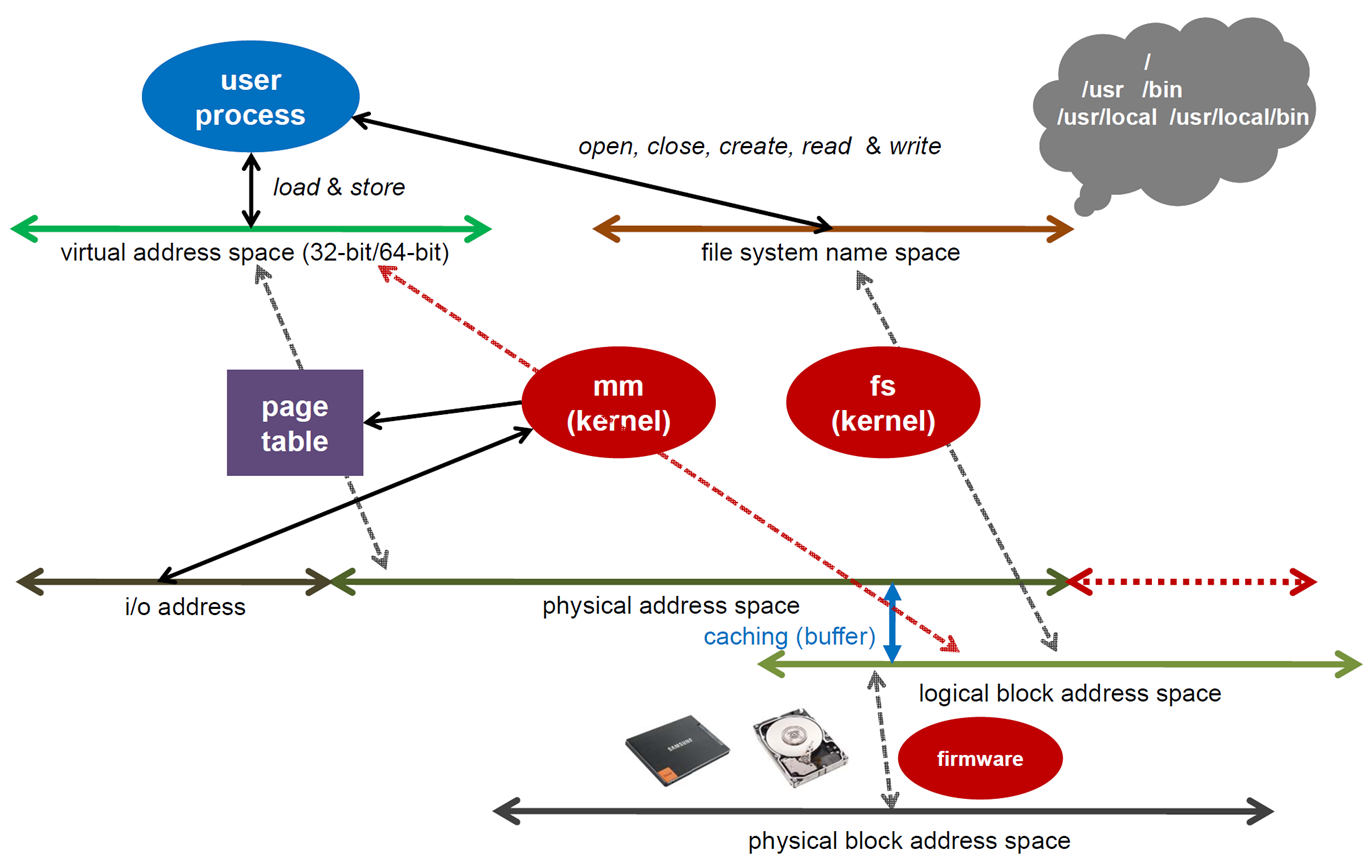 user
process
/
/usr /bin
/usr/local /usr/local/bin
open, close, create, read & write
load & store
virtual address space (32-bit/64-bit)
file system name space
page
table
mm
(kernel)
fs
(kernel)
i/o address
physical address space
caching (buffer)
logical block address space
SAMSUNG
firmware
physical block address space